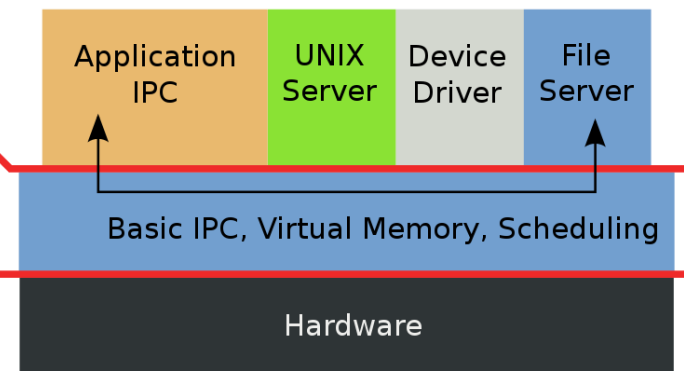 Application
IPC
UNIX
Server
Device
Driver
File
Server
Basic IPC, Virtual Memory, Scheduling
Hardware